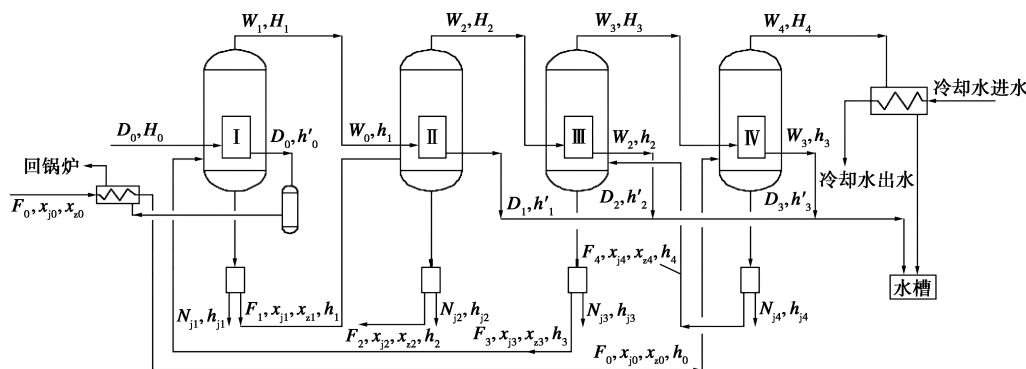 W₁,H₁
W₂,H₂
W₃,H₃
W₄,H₄
冷却水进水
D₀,H₀
Ⅰ
D₀,h'₀
W₀,h₁
Ⅱ
Ⅲ
W₂,h₂
Ⅳ
W₃,h₃
回锅炉
冷却水出水
F₀,x_j0,x_z0
D₁,h'₁
D₂,h'₂
D₃,h'₃
F₄,x_j4,x_z4,h₄
水槽
N_j1,h_j1
F₁,x_j1,x_z1,h₁
N_j2,h_j2
F₂,x_j2,x_z2,h₂
F₃,x_j3,x_z3,h₃
N_j3,h_j3
N_j4,h_j4
F₀,x_j0,x_z0,h₀